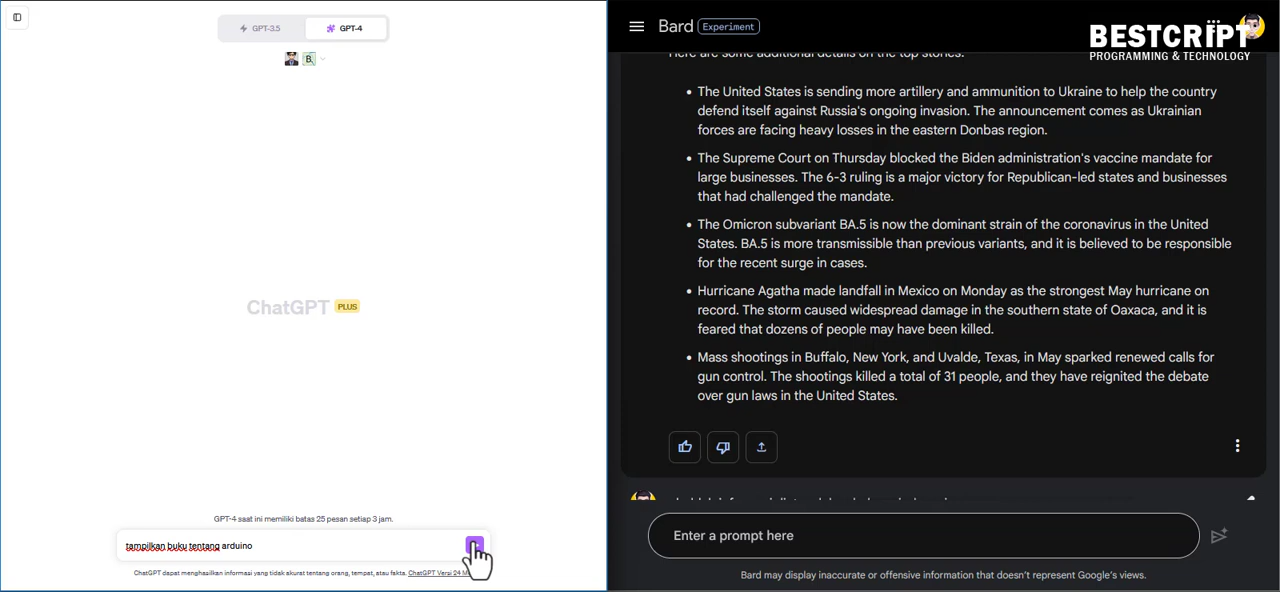 GPT-3.5
GPT-4
B.
ChatGPT PLUS
GPT-4 saat ini memiliki batas 25 pesan setiap 3 jam.
tampilkan buku tentang arduino
ChatGPT dapat menghasilkan informasi yang tidak akurat tentang orang, tempat, atau fakta. ChatGPT Versi 24 M
Bard Experiment
BESTCRIPT
PROGRAMMING & TECHNOLOGY
Here are some additional details on the top stories:
• The United States is sending more artillery and ammunition to Ukraine to help the country
defend itself against Russia's ongoing invasion. The announcement comes as Ukrainian
forces are facing heavy losses in the eastern Donbas region.
• The Supreme Court on Thursday blocked the Biden administration's vaccine mandate for
large businesses. The 6-3 ruling is a major victory for Republican-led states and businesses
that had challenged the mandate.
• The Omicron subvariant BA.5 is now the dominant strain of the coronavirus in the United
States. BA.5 is more transmissible than previous variants, and it is believed to be responsible
for the recent surge in cases.
• Hurricane Agatha made landfall in Mexico on Monday as the strongest May hurricane on
record. The storm caused widespread damage in the southern state of Oaxaca, and it is
feared that dozens of people may have been killed.
• Mass shootings in Buffalo, New York, and Uvalde, Texas, in May sparked renewed calls for
gun control. The shootings killed a total of 31 people, and they have reignited the debate
over gun laws in the United States.
Enter a prompt here
Bard may display inaccurate or offensive information that doesn't represent Google's views.